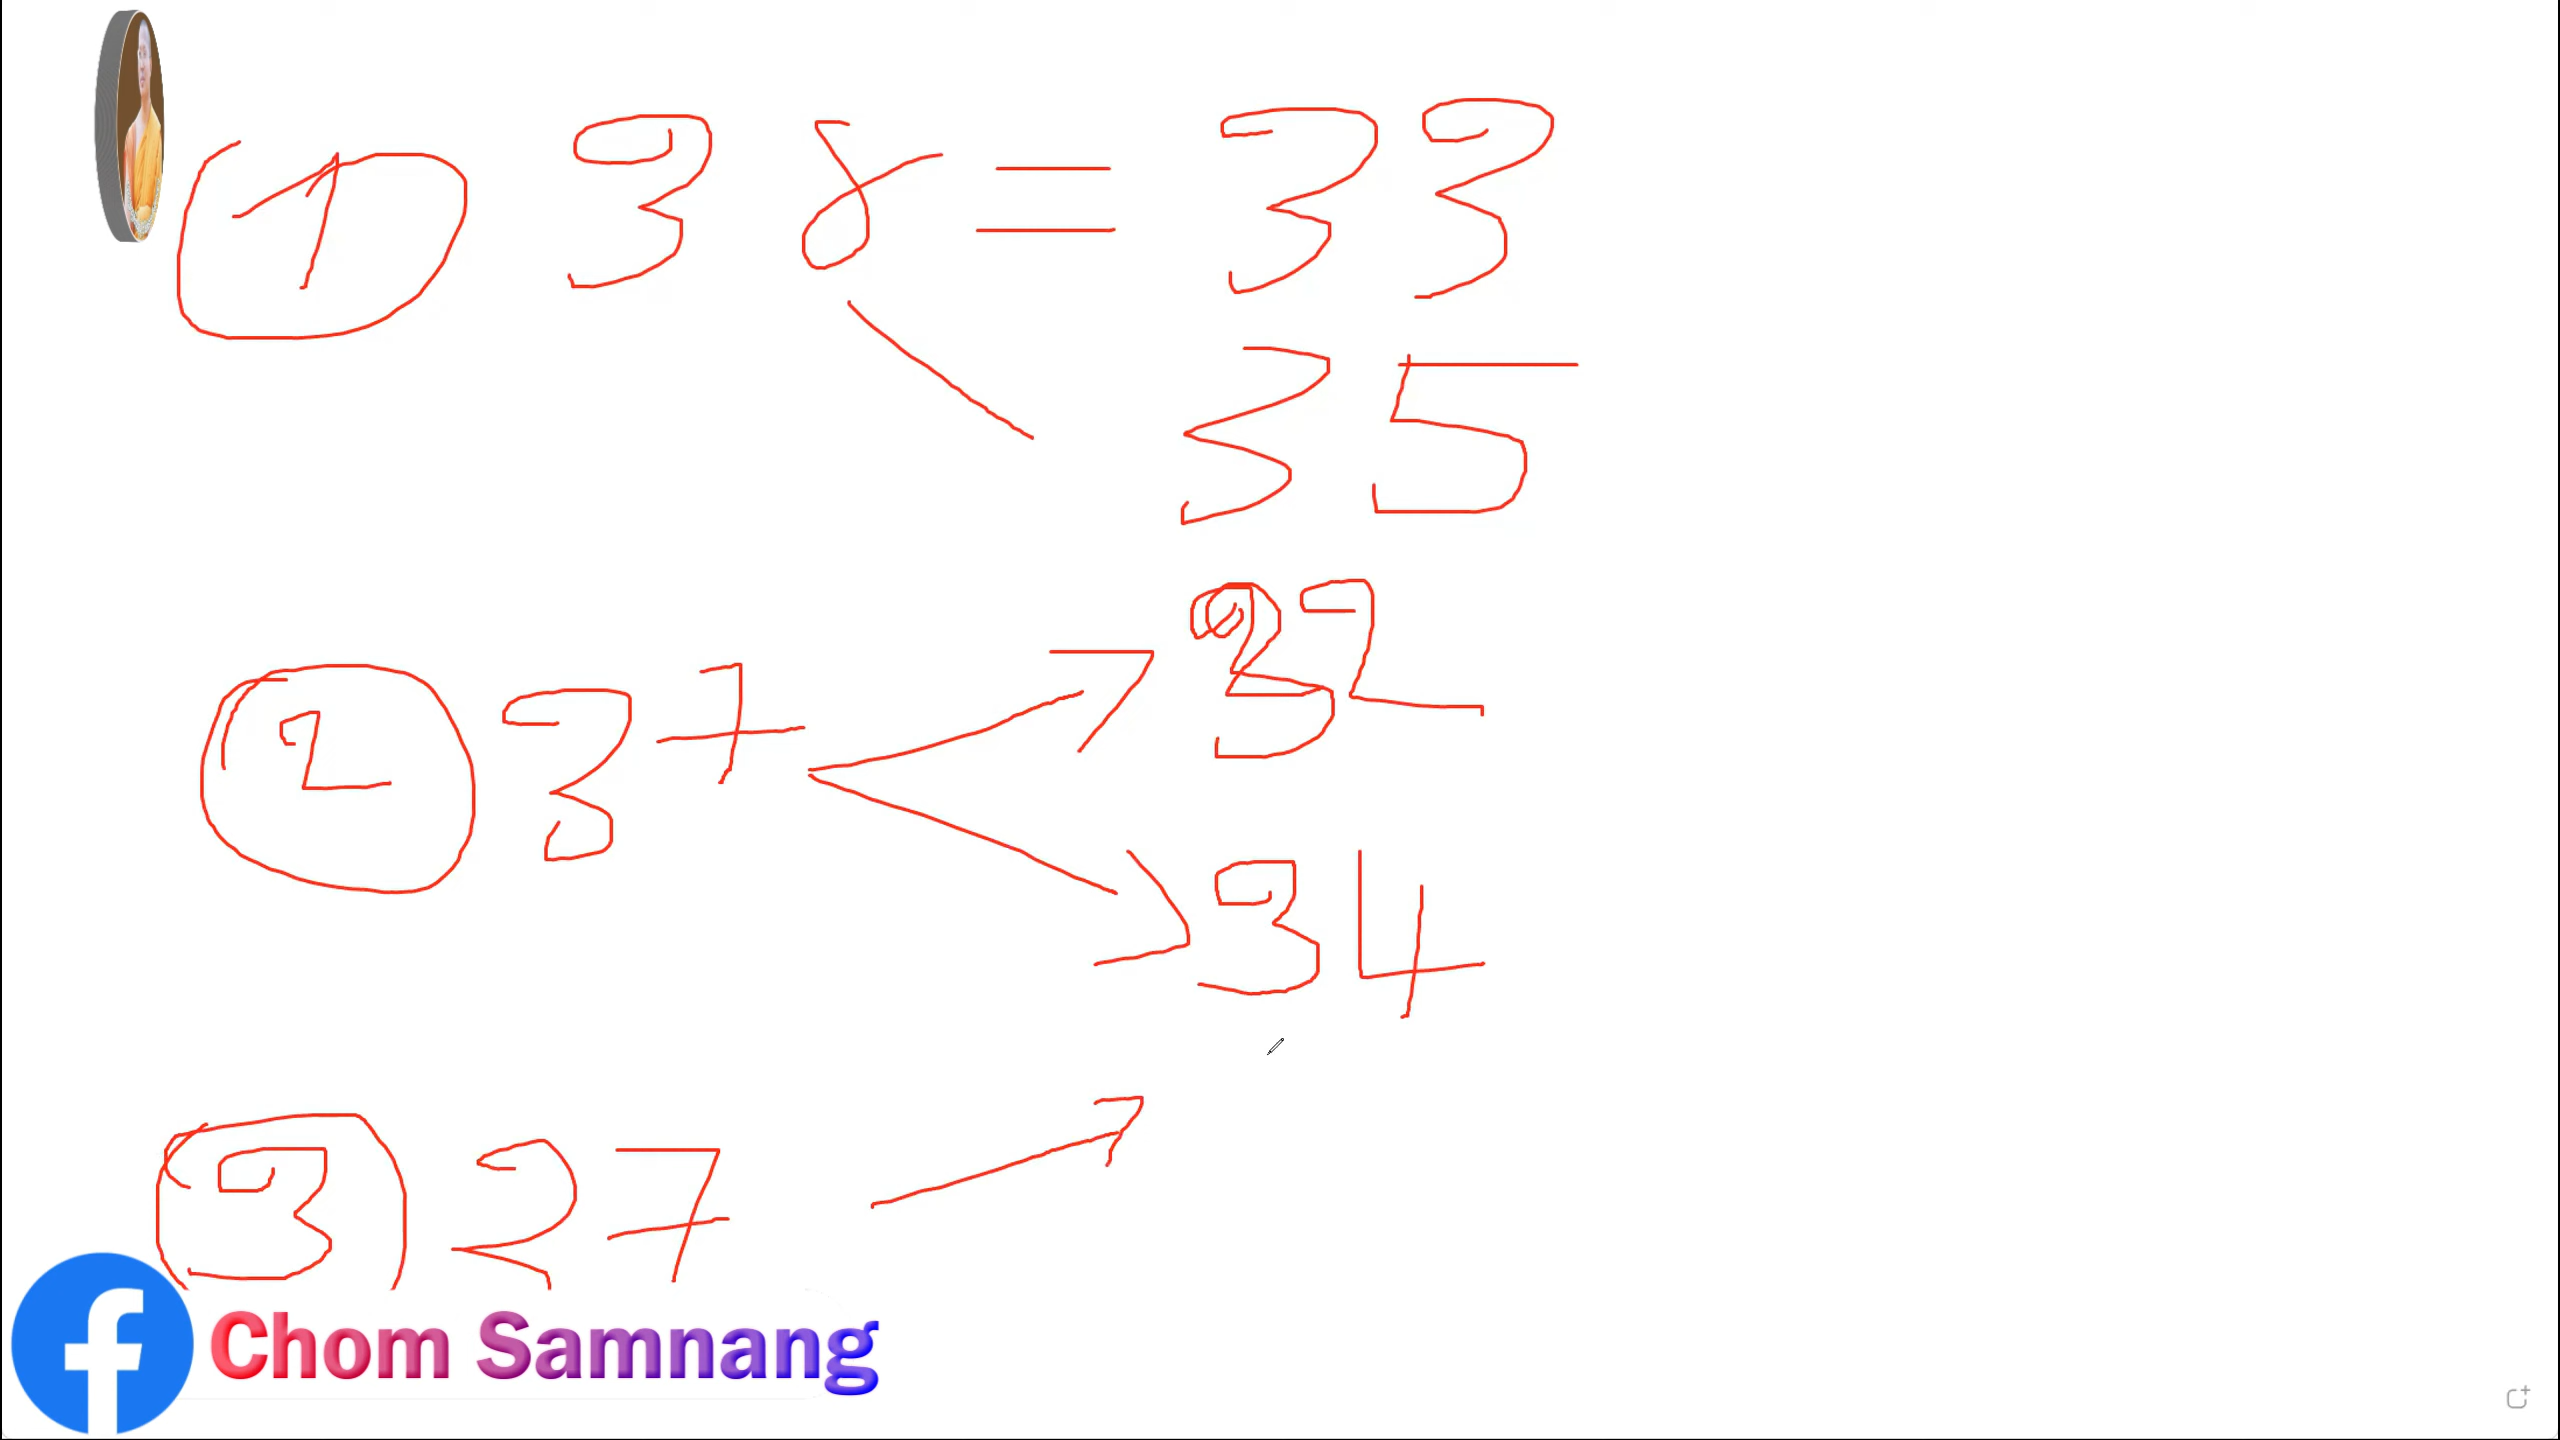 1 38 = 33
35
2 37 → 32
→ 34
3 27 →
Chom Samnang